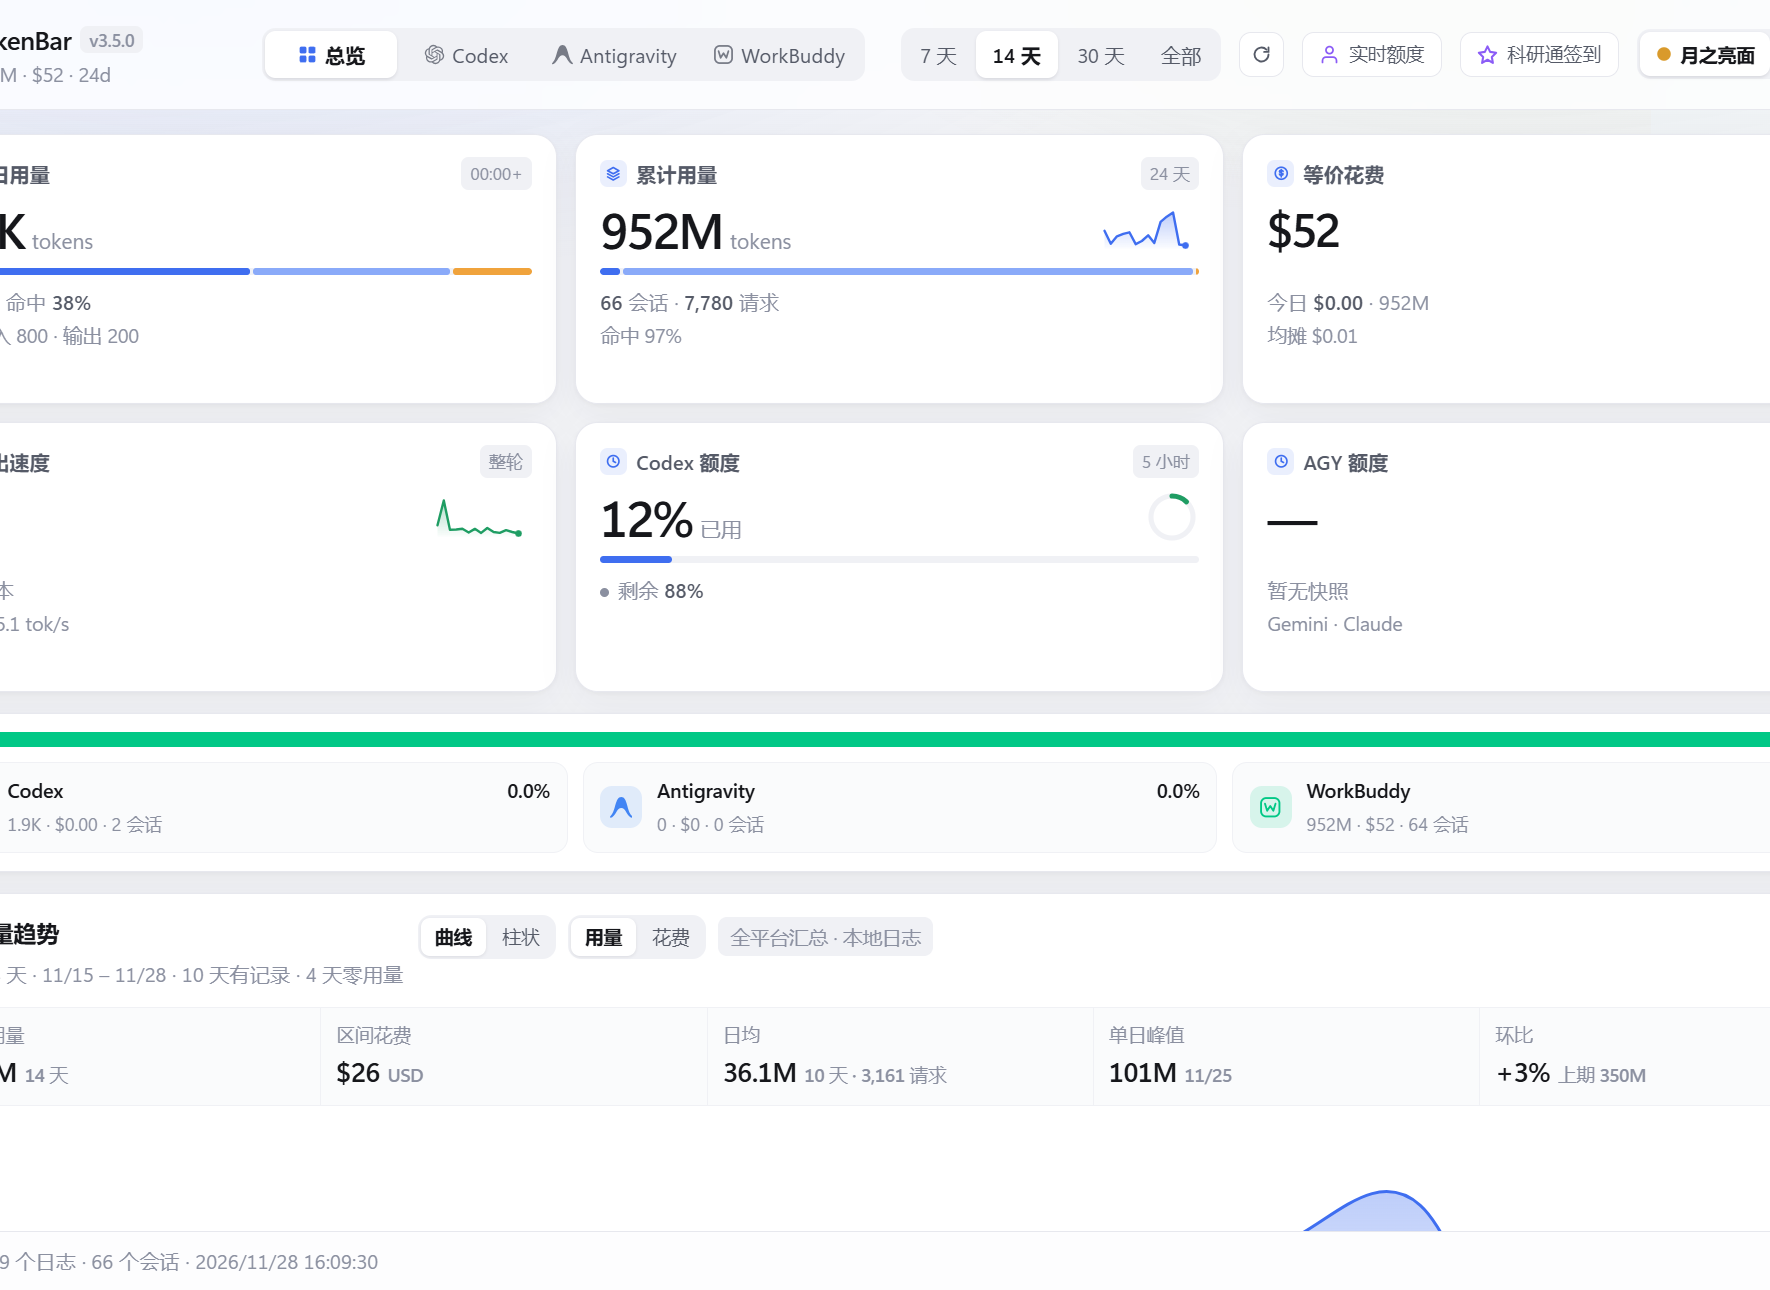 kenBar v3.5.0
M · $52 · 24d
总览 Codex Antigravity WorkBuddy
7 天 14 天 30 天 全部
实时额度
科研通签到
月之亮面
日用量 00:00+
K tokens
命中 38%
入 800 · 输出 200
累计用量 24 天
952M tokens
66 会话 · 7,780 请求
命中 97%
等价花费
$52
今日 $0.00 · 952M
均摊 $0.01
出速度 整轮
本
5.1 tok/s
Codex 额度 5 小时
12% 已用
剩余 88%
AGY 额度
—
暂无快照
Gemini · Claude
Codex 0.0%
1.9K · $0.00 · 2 会话
Antigravity 0.0%
0 · $0 · 0 会话
WorkBuddy
952M · $52 · 64 会话
量趋势
曲线 柱状 用量 花费 全平台汇总 · 本地日志
天 · 11/15 – 11/28 · 10 天有记录 · 4 天零用量
用量
M 14 天
区间花费
$26 USD
日均
36.1M 10 天 · 3,161 请求
单日峰值
101M 11/25
环比
+3% 上期 350M
9 个日志 · 66 个会话 · 2026/11/28 16:09:30